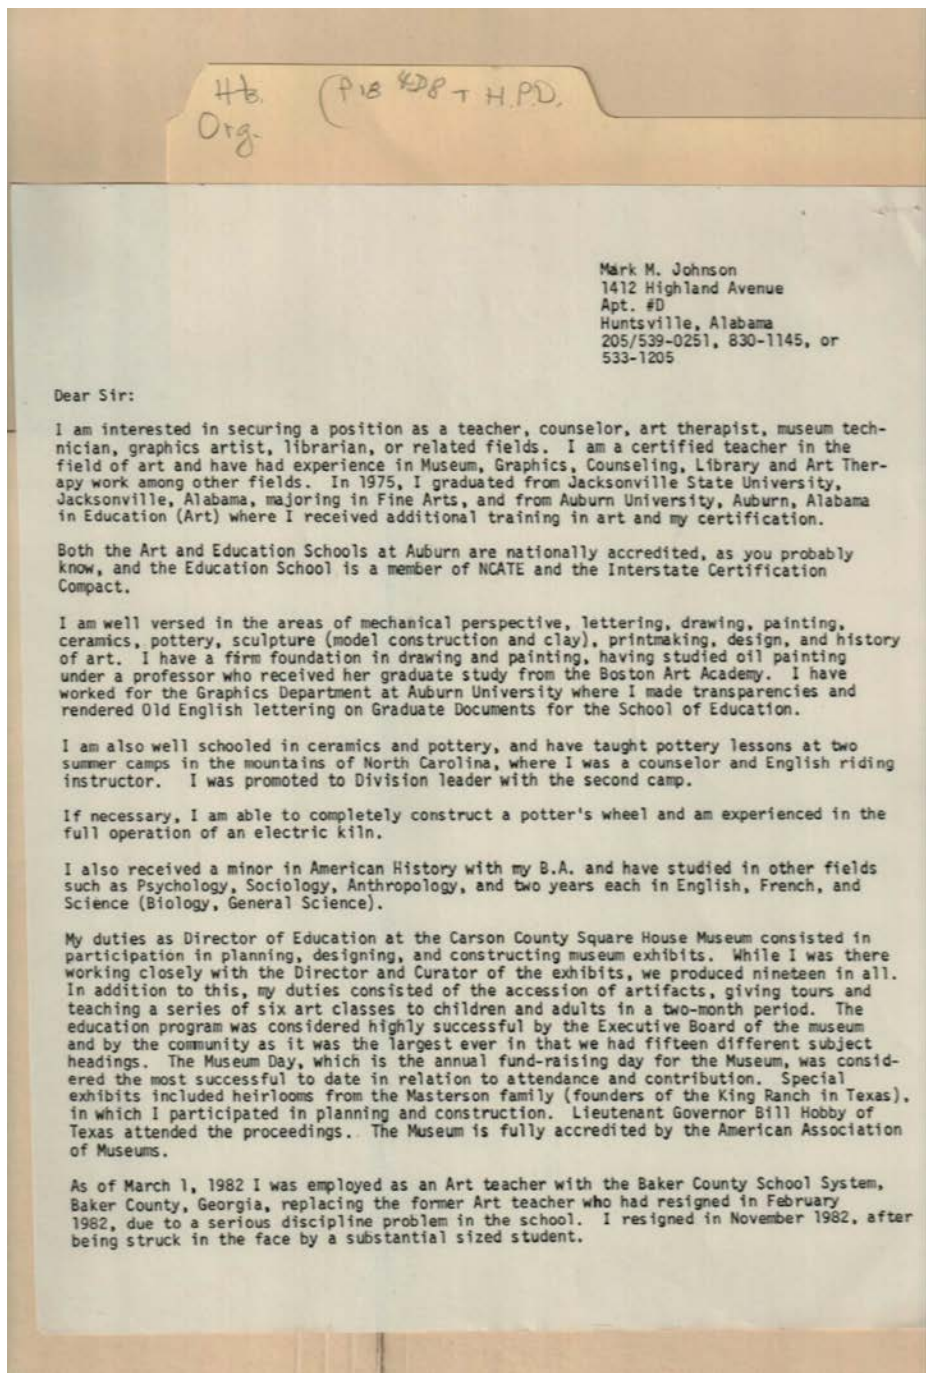 Hb. (P18 4D8 + H.P.D.
Org.
Mark M. Johnson
1412 Highland Avenue
Apt. #D
Huntsville, Alabama
205/539-0251, 830-1145, or
533-1205
Dear Sir:
I am interested in securing a position as a teacher, counselor, art therapist, museum tech-
nician, graphics artist, librarian, or related fields. I am a certified teacher in the
field of art and have had experience in Museum, Graphics, Counseling, Library and Art Ther-
apy work among other fields. In 1975, I graduated from Jacksonville State University,
Jacksonville, Alabama, majoring in Fine Arts, and from Auburn University, Auburn, Alabama
in Education (Art) where I received additional training in art and my certification.
Both the Art and Education Schools at Auburn are nationally accredited, as you probably
know, and the Education School is a member of NCATE and the Interstate Certification
Compact.
I am well versed in the areas of mechanical perspective, lettering, drawing, painting,
ceramics, pottery, sculpture (model construction and clay), printmaking, design, and history
of art. I have a firm foundation in drawing and painting, having studied oil painting
under a professor who received her graduate study from the Boston Art Academy. I have
worked for the Graphics Department at Auburn University where I made transparencies and
rendered Old English lettering on Graduate Documents for the School of Education.
I am also well schooled in ceramics and pottery, and have taught pottery lessons at two
summer camps in the mountains of North Carolina, where I was a counselor and English riding
instructor. I was promoted to Division leader with the second camp.
If necessary, I am able to completely construct a potter's wheel and am experienced in the
full operation of an electric kiln.
I also received a minor in American History with my B.A. and have studied in other fields
such as Psychology, Sociology, Anthropology, and two years each in English, French, and
Science (Biology, General Science).
My duties as Director of Education at the Carson County Square House Museum consisted in
participation in planning, designing, and constructing museum exhibits. While I was there
working closely with the Director and Curator of the exhibits, we produced nineteen in all.
In addition to this, my duties consisted of the accession of artifacts, giving tours and
teaching a series of six art classes to children and adults in a two-month period. The
education program was considered highly successful by the Executive Board of the museum
and by the community as it was the largest ever in that we had fifteen different subject
headings. The Museum Day, which is the annual fund-raising day for the Museum, was consid-
ered the most successful to date in relation to attendance and contribution. Special
exhibits included heirlooms from the Masterson family (founders of the King Ranch in Texas),
in which I participated in planning and construction. Lieutenant Governor Bill Hobby of
Texas attended the proceedings. The Museum is fully accredited by the American Association
of Museums.
As of March 1, 1982 I was employed as an Art teacher with the Baker County School System,
Baker County, Georgia, replacing the former Art teacher who had resigned in February
1982, due to a serious discipline problem in the school. I resigned in November 1982, after
being struck in the face by a substantial sized student.